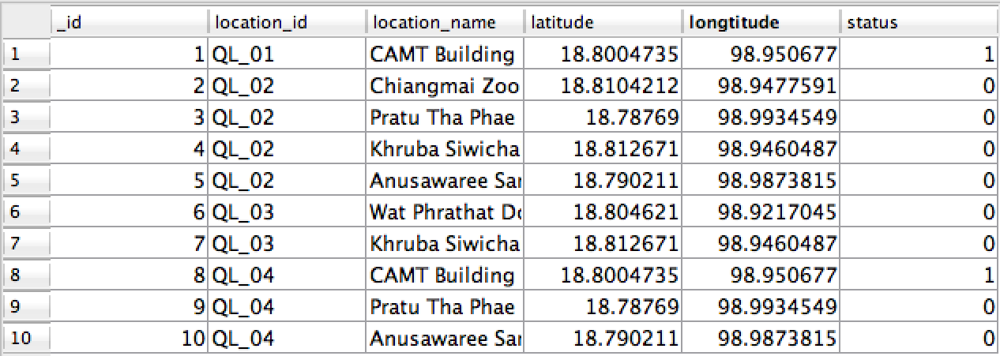 _id location_id location_name latitude longtitude status
1 1 QL_01 CAMT Building 18.8004735 98.950677 1
2 2 QL_02 Chiangmai Zoo 18.8104212 98.9477591 0
3 3 QL_02 Pratu Tha Phae 18.78769 98.9934549 0
4 4 QL_02 Khruba Siwicha 18.812671 98.9460487 0
5 5 QL_02 Anusawaree Sar 18.790211 98.9873815 0
6 6 QL_03 Wat Phrathat Do 18.804621 98.9217045 0
7 7 QL_03 Khruba Siwicha 18.812671 98.9460487 0
8 8 QL_04 CAMT Building 18.8004735 98.950677 1
9 9 QL_04 Pratu Tha Phae 18.78769 98.9934549 0
10 10 QL_04 Anusawaree Sar 18.790211 98.9873815 0